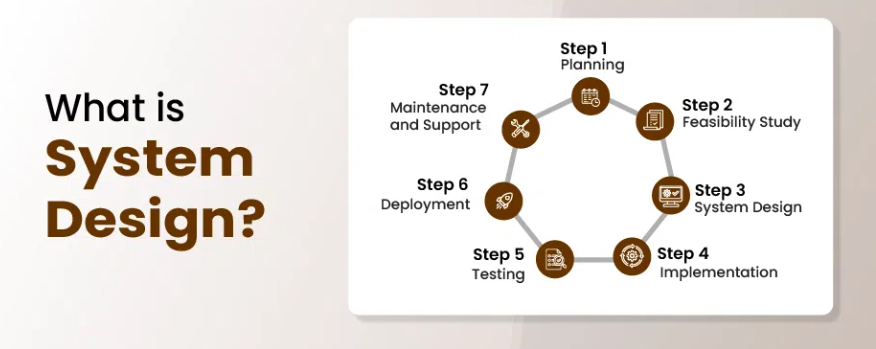 What is
System
Design?
Step 1
Planning
Step 2
Feasibility Study
Step 3
System Design
Step 4
Implementation
Step 5
Testing
Step 6
Deployment
Step 7
Maintenance
and Support